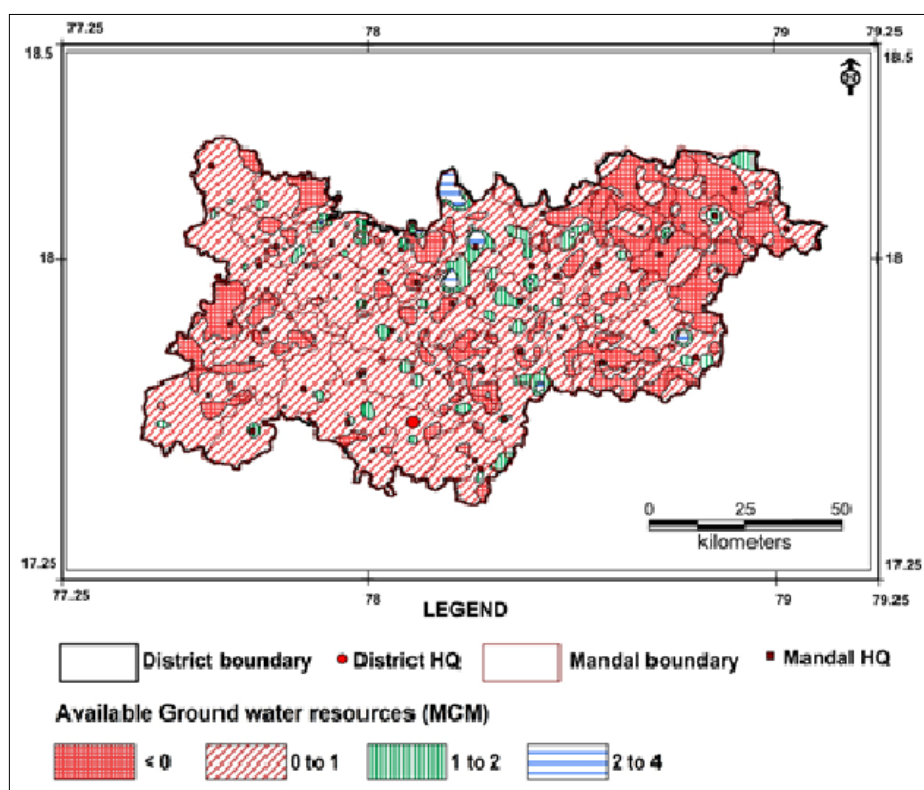 77.25 78 79 79.25
18.5 18.5
N
18 18
0 25 50
kilometers
17.25 17.25
77.25 78 79 79.25
LEGEND
District boundary District HQ Mandal boundary Mandal HQ
Available Ground water resources (MCM)
< 0 0 to 1 1 to 2 2 to 4